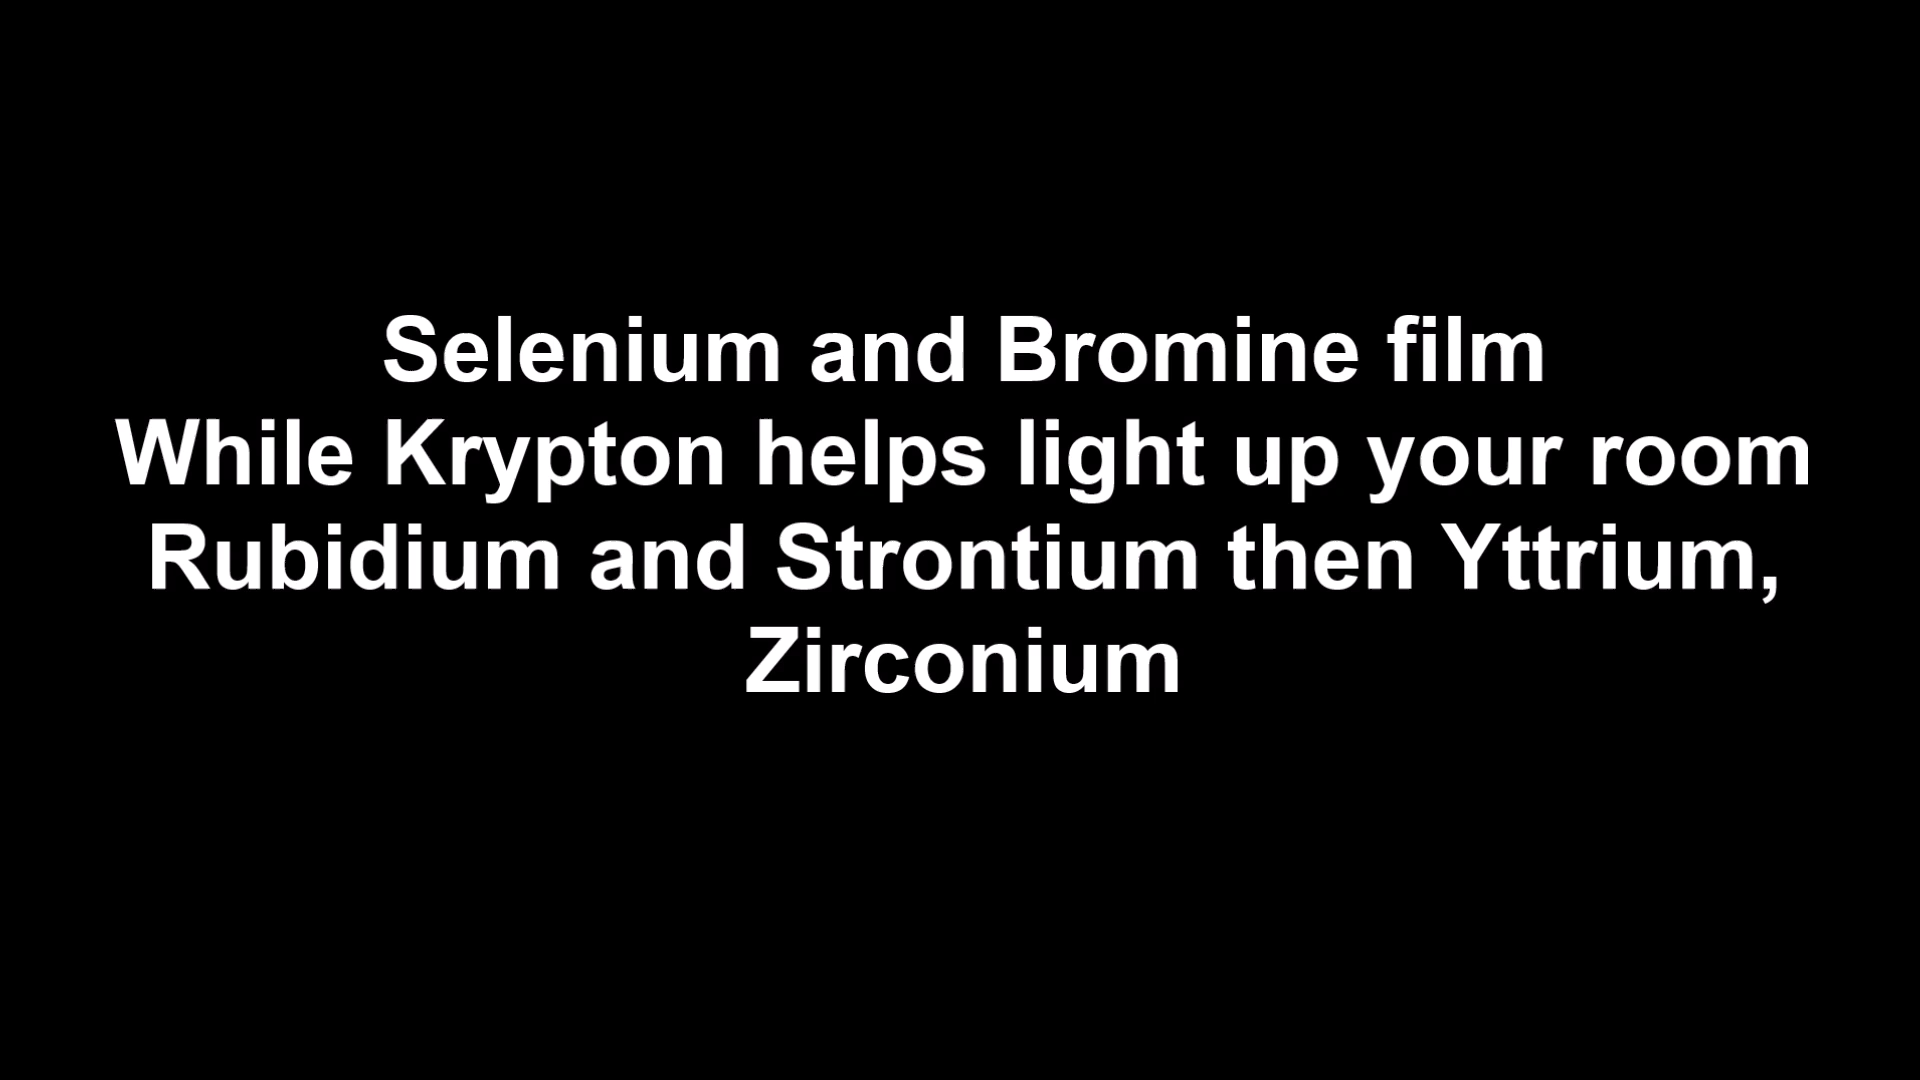 Selenium and Bromine film
While Krypton helps light up your room
Rubidium and Strontium then Yttrium,
Zirconium